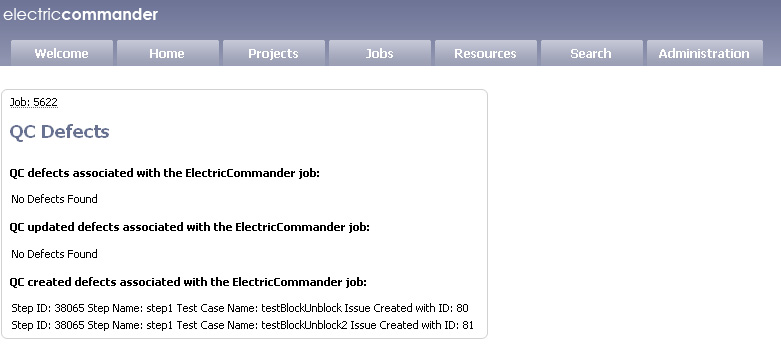 electriccommander
Welcome Home Projects Jobs Resources Search Administration
Job: 5622
QC Defects
QC defects associated with the ElectricCommander job:
No Defects Found
QC updated defects associated with the ElectricCommander job:
No Defects Found
QC created defects associated with the ElectricCommander job:
Step ID: 38065 Step Name: step1 Test Case Name: testBlockUnblock Issue Created with ID: 80
Step ID: 38065 Step Name: step1 Test Case Name: testBlockUnblock2 Issue Created with ID: 81